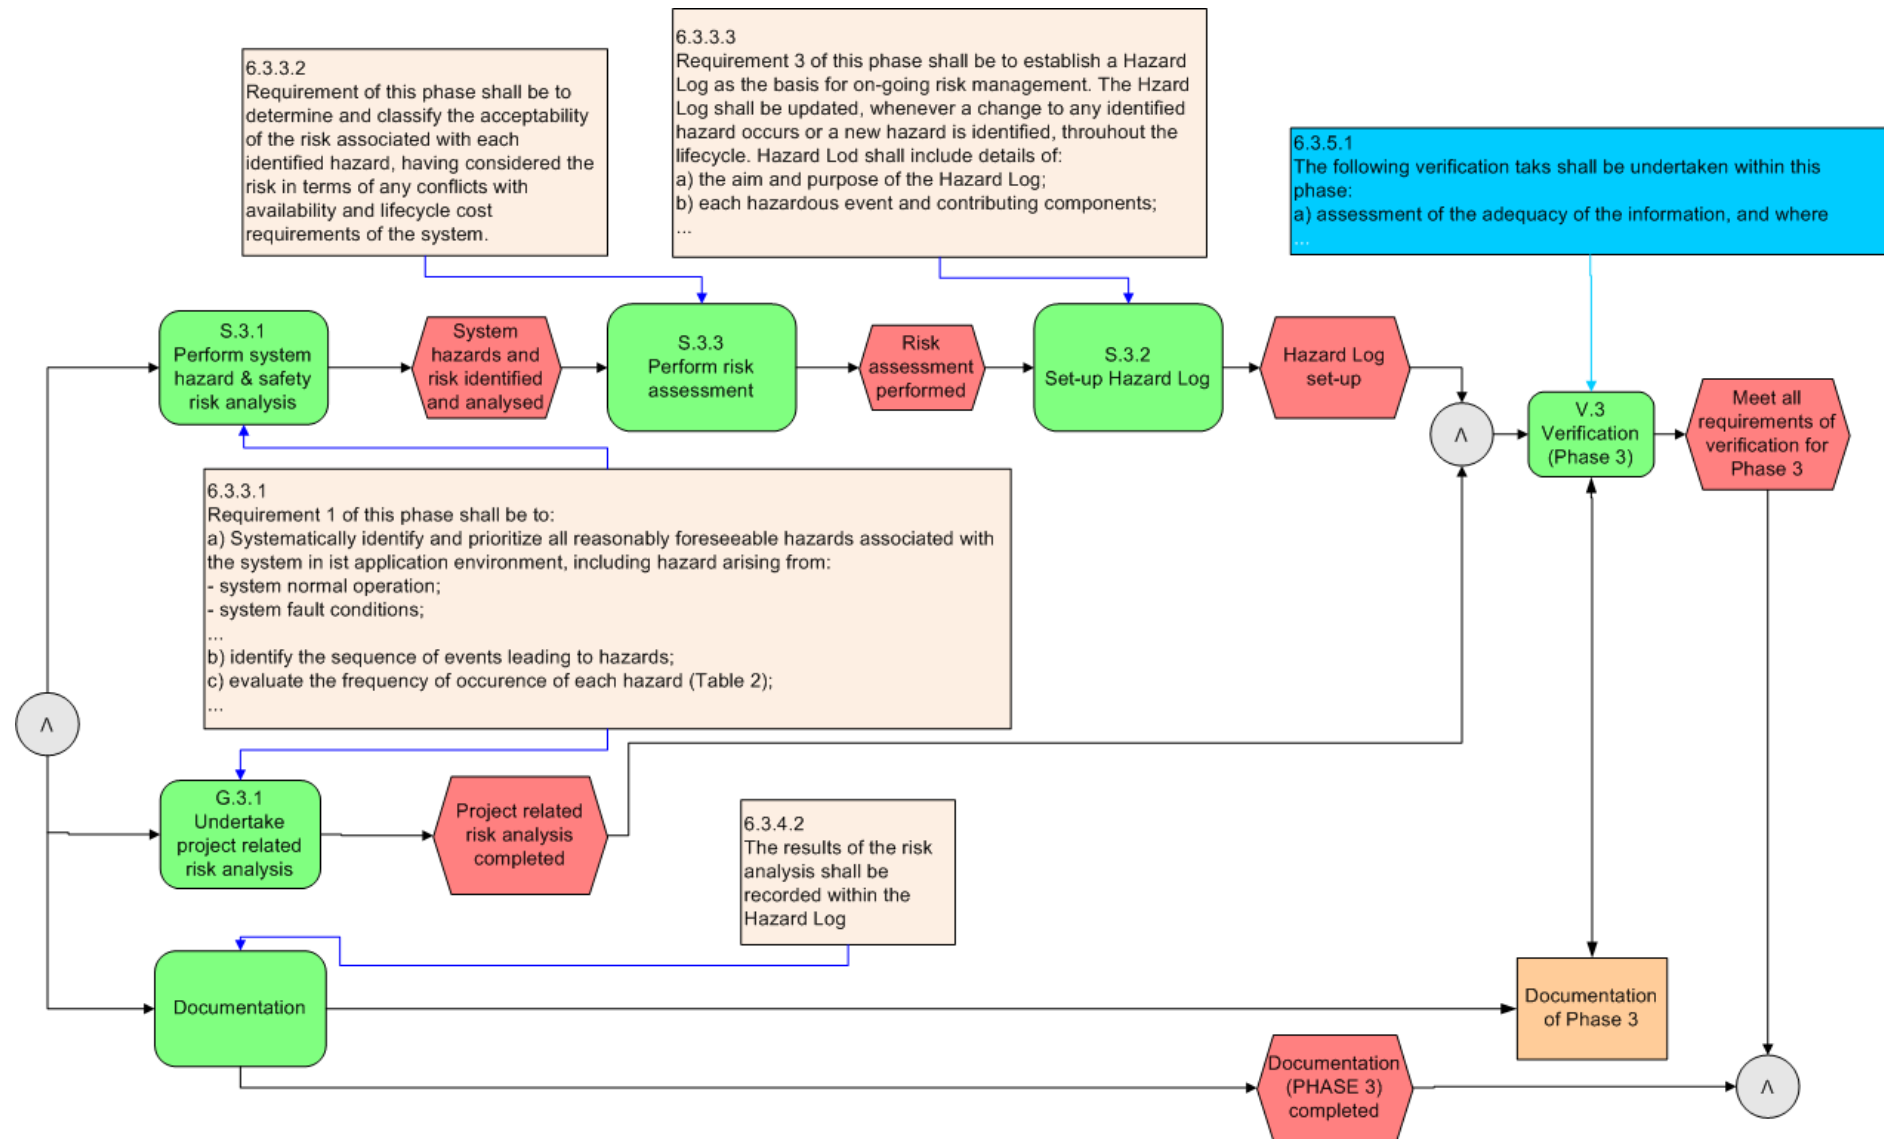 6.3.3.2
Requirement of this phase shall be to
determine and classify the acceptability
of the risk associated with each
identified hazard, having considered the
risk in terms of any conflicts with
availability and lifecycle cost
requirements of the system.
6.3.3.3
Requirement 3 of this phase shall be to establish a Hazard
Log as the basis for on-going risk management. The Hzard
Log shall be updated, whenever a change to any identified
hazard occurs or a new hazard is identified, throuhout the
lifecycle. Hazard Lod shall include details of:
a) the aim and purpose of the Hazard Log;
b) each hazardous event and contributing components;
...
6.3.5.1
The following verification taks shall be undertaken within this
phase:
a) assessment of the adequacy of the information, and where
...
S.3.1
Perform system
hazard & safety
risk analysis
System
hazards and
risk identified
and analysed
S.3.3
Perform risk
assessment
Risk
assessment
performed
S.3.2
Set-up Hazard Log
Hazard Log
set-up
Λ
V.3
Verification
(Phase 3)
Meet all
requirements of
verification for
Phase 3
6.3.3.1
Requirement 1 of this phase shall be to:
a) Systematically identify and prioritize all reasonably foreseeable hazards associated with
the system in ist application environment, including hazard arising from:
- system normal operation;
- system fault conditions;
...
b) identify the sequence of events leading to hazards;
c) evaluate the frequency of occurence of each hazard (Table 2);
...
Λ
G.3.1
Undertake
project related
risk analysis
Project related
risk analysis
completed
6.3.4.2
The results of the risk
analysis shall be
recorded within the
Hazard Log
Documentation
Documentation
of Phase 3
Documentation
(PHASE 3)
completed
Λ